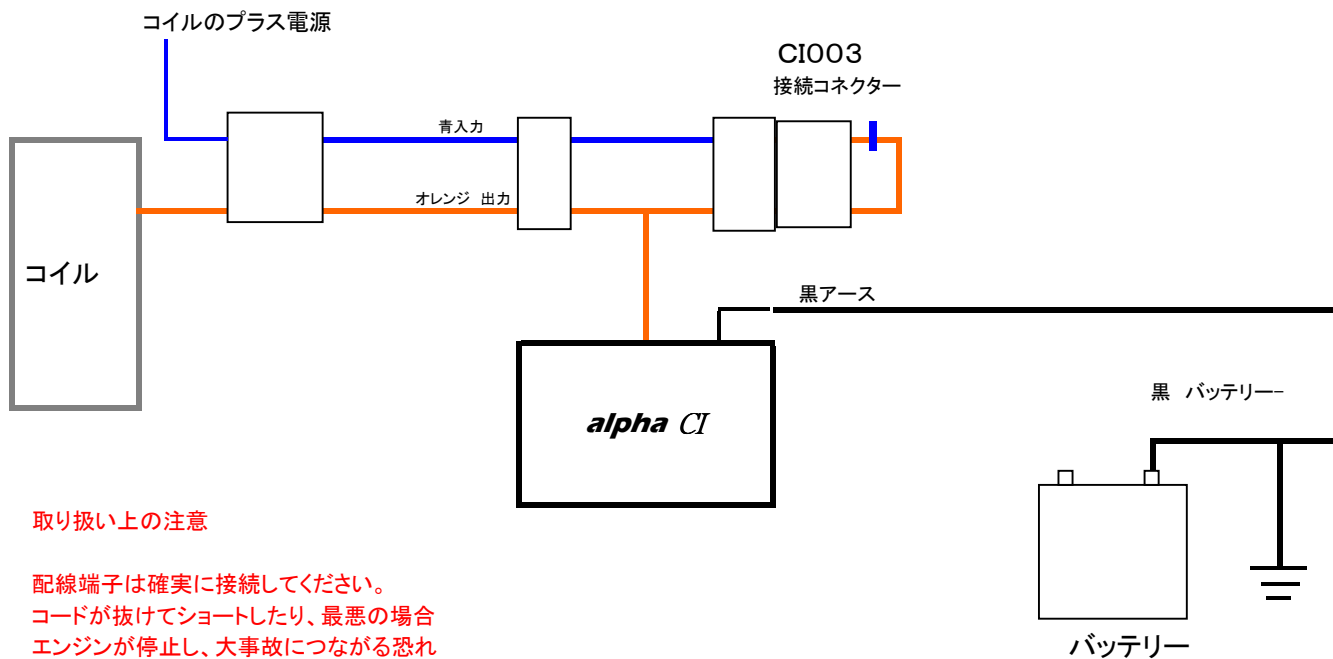 コイルのプラス電源
CI003
接続コネクター
青入力
オレンジ 出力
コイル
黒アース
alpha CI
黒 バッテリー-
バッテリー
取り扱い上の注意
配線端子は確実に接続してください。
コードが抜けてショートしたり、最悪の場合
エンジンが停止し、大事故につながる恐れ